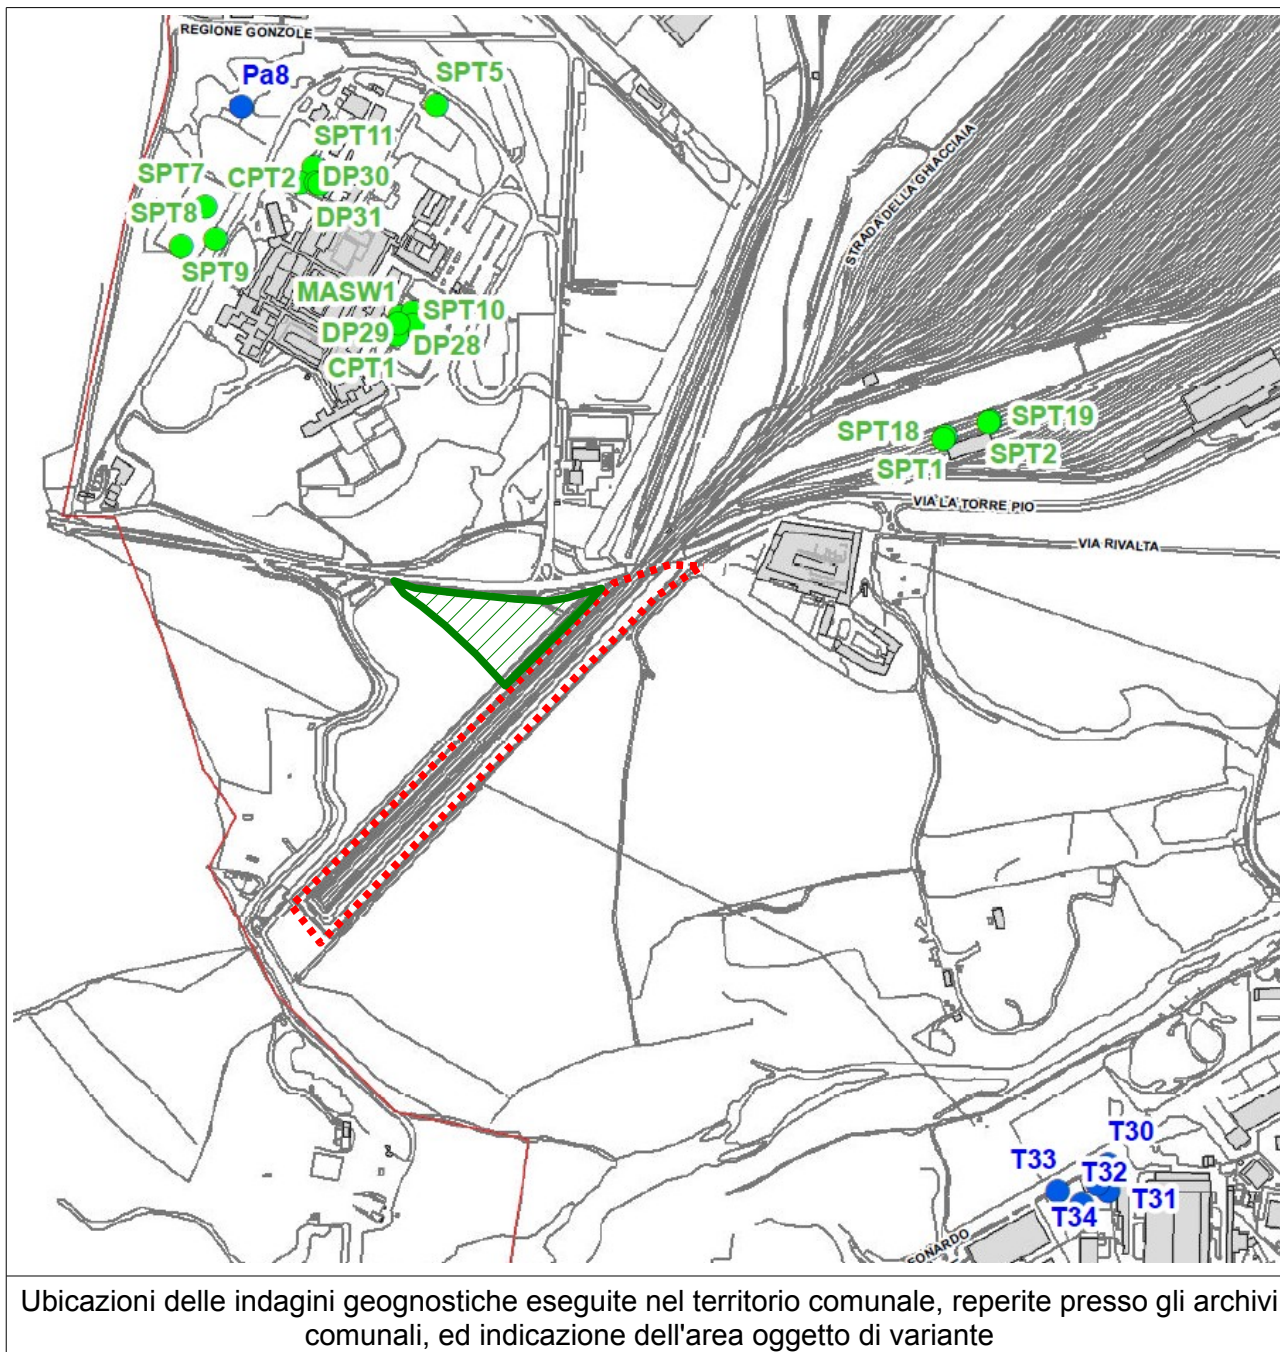 REGIONE GONZOLE
Pa8
SPT5
SPT11
SPT7
CPT2
DP30
SPT8
DP31
SPT9
STRADA DELLA GHIACCIAIA
MASW1
SPT10
DP29
DP28
CPT1
SPT19
SPT18
SPT1
SPT2
VIA LA TORRE PIO
VIA RIVALTA
T30
T33
T32
T31
T34
EONARDO
Ubicazioni delle indagini geognostiche eseguite nel territorio comunale, reperite presso gli archivi
comunali, ed indicazione dell'area oggetto di variante